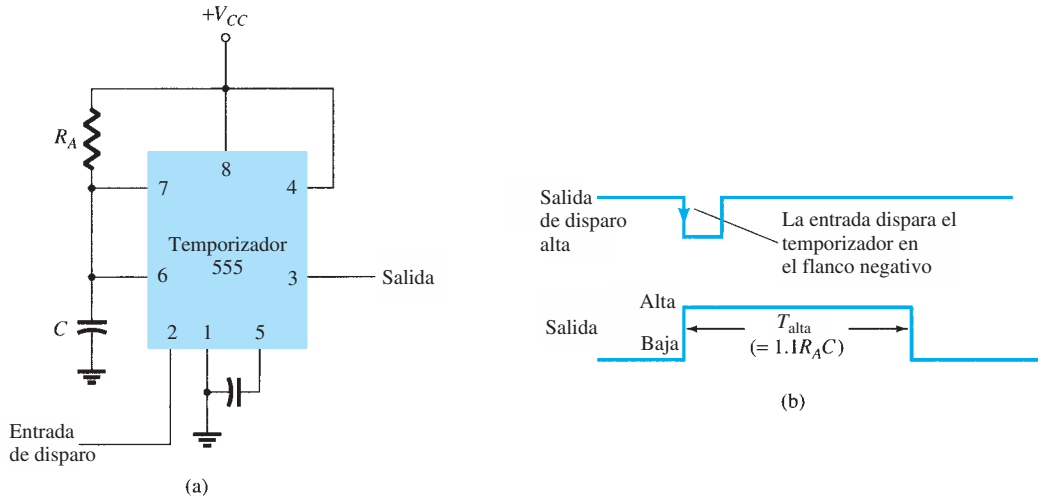 +V_CC
R_A
8
7
4
Temporizador
555
6
3
Salida
C
2
1
5
Entrada
de disparo
(a)
Salida
de disparo
alta
La entrada dispara el
temporizador en
el flanco negativo
Alta
Salida
Baja
T_alta
(= 1.1R_AC)
(b)